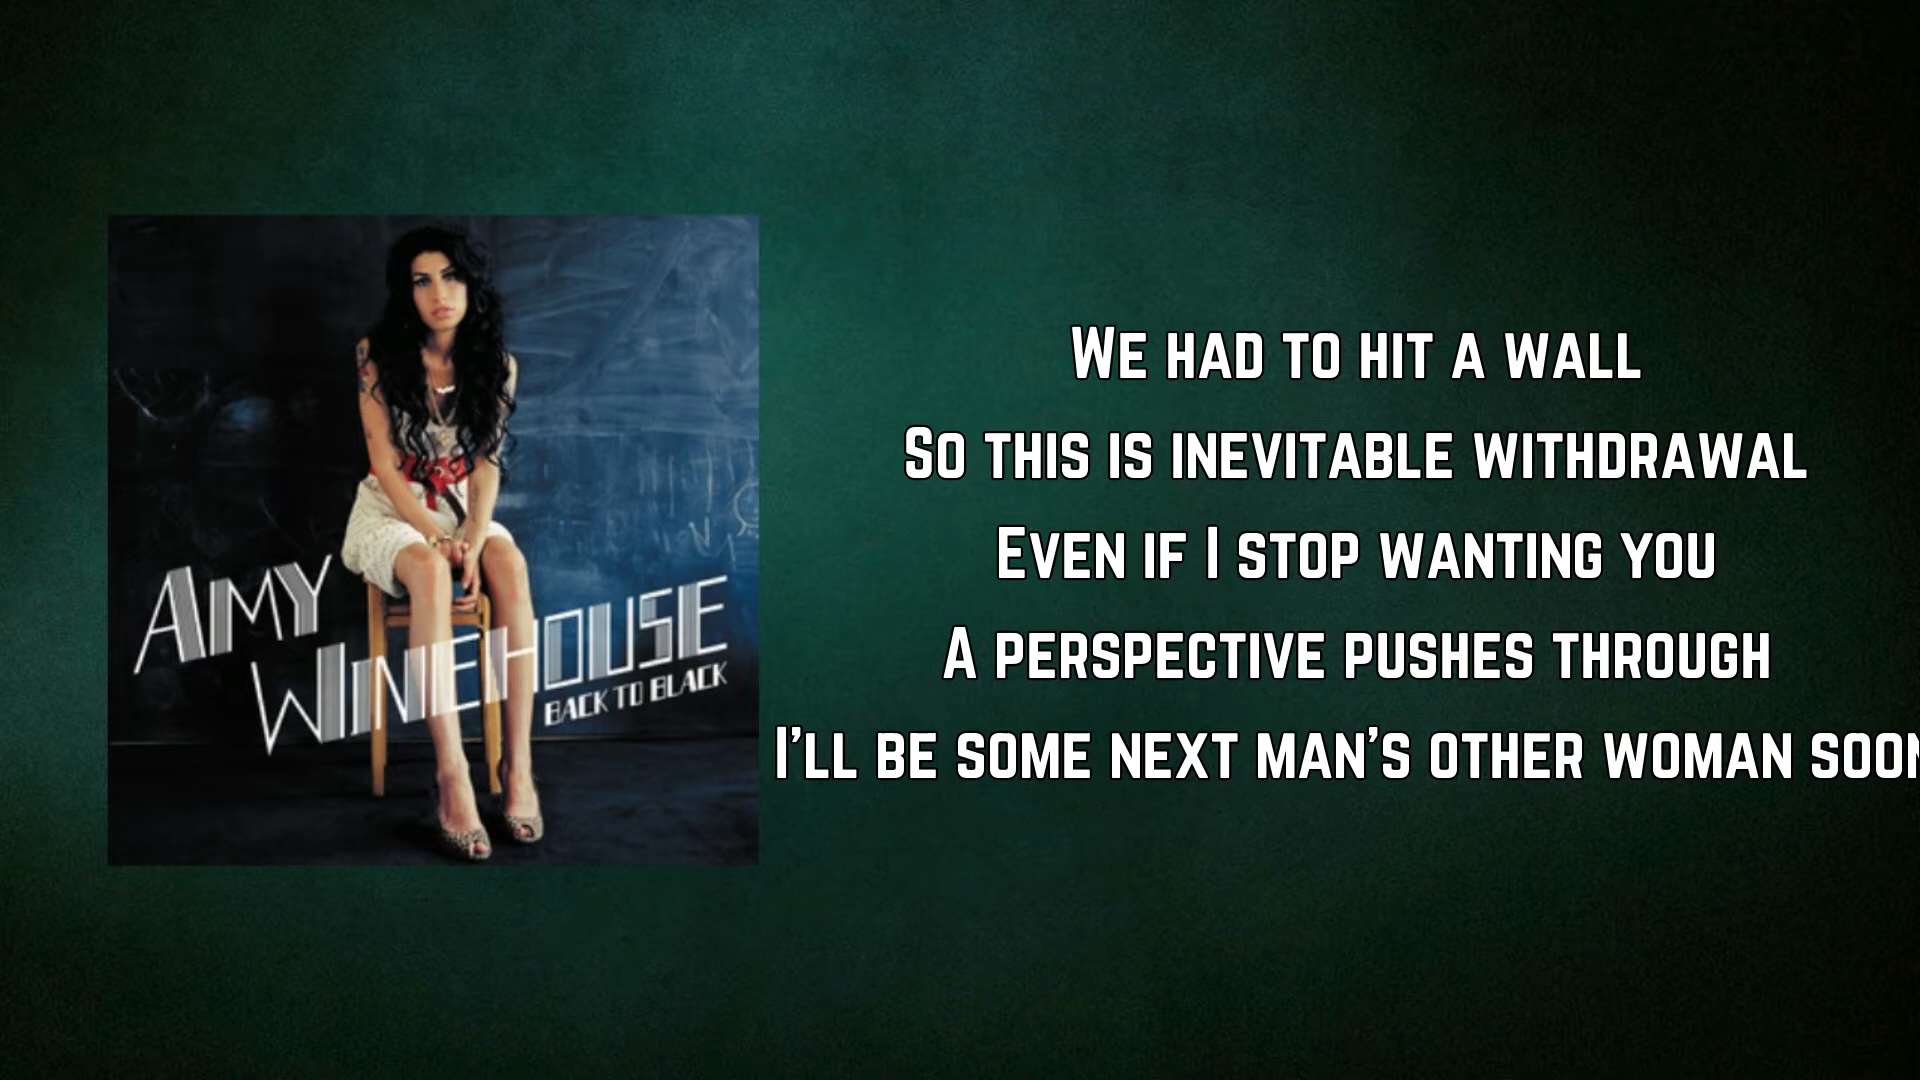 Amy
Winehouse
Back to Black
We had to hit a wall
So this is inevitable withdrawal
Even if I stop wanting you
A perspective pushes through
I'll be some next man's other woman soon